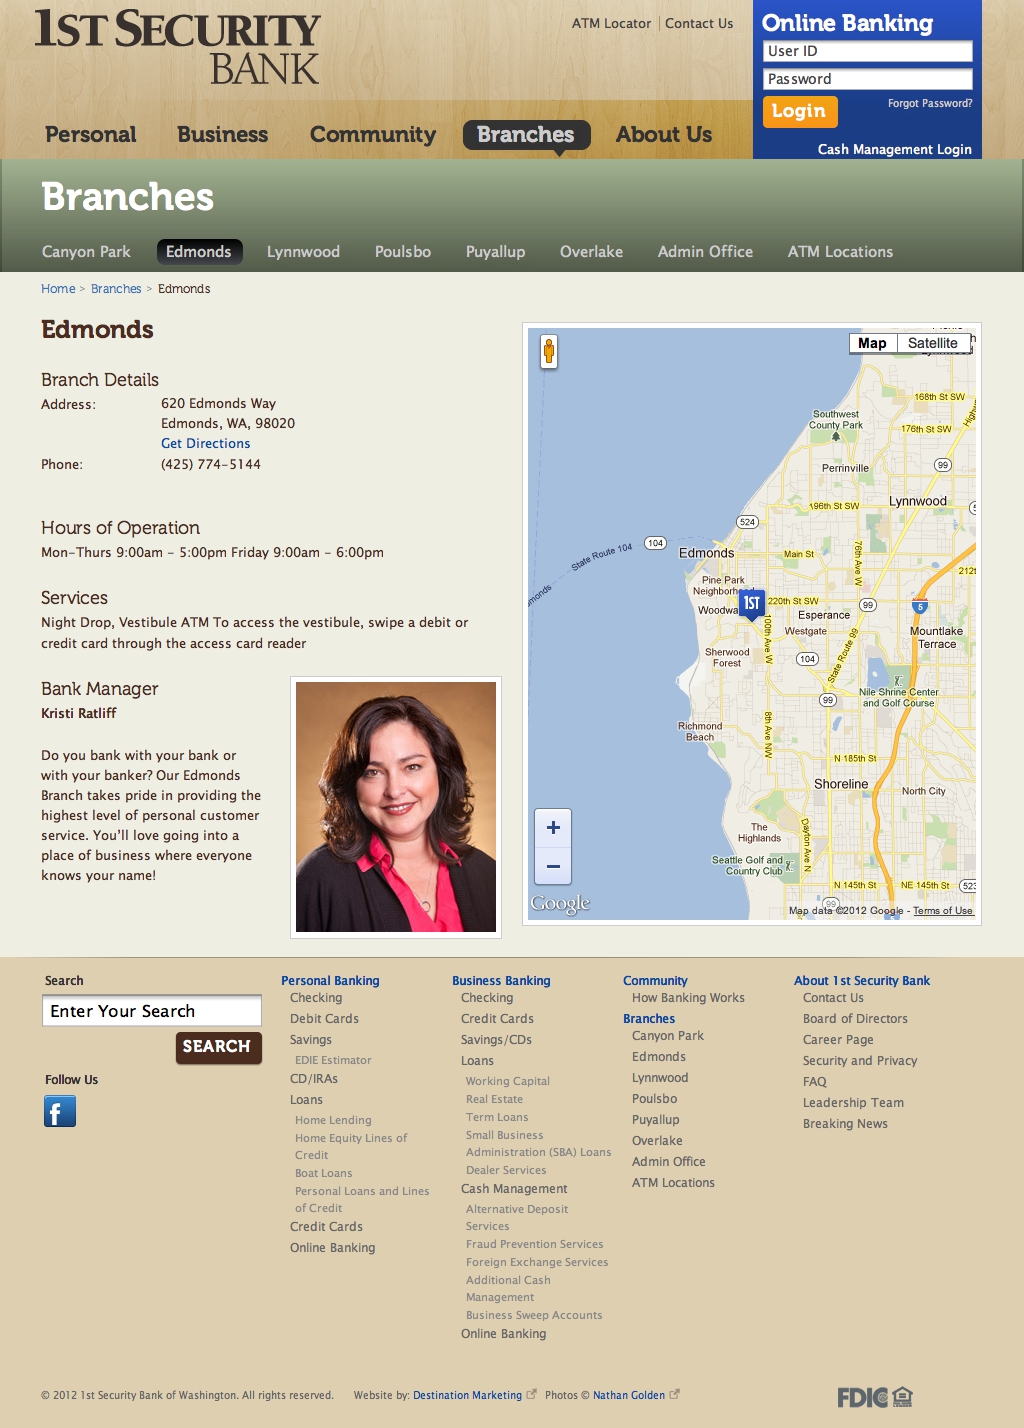 1ST SECURITY
BANK
ATM Locator
Contact Us
Online Banking
User ID
Password
Login
Forgot Password?
Cash Management Login
Personal
Business
Community
Branches
About Us
Branches
Canyon Park
Edmonds
Lynnwood
Poulsbo
Puyallup
Overlake
Admin Office
ATM Locations
Home > Branches > Edmonds
Edmonds
Branch Details
Address:
620 Edmonds Way
Edmonds, WA, 98020
Get Directions
Phone:
(425) 774-5144
Hours of Operation
Mon-Thurs 9:00am - 5:00pm Friday 9:00am - 6:00pm
Services
Night Drop, Vestibule ATM To access the vestibule, swipe a debit or
credit card through the access card reader
Bank Manager
Kristi Ratliff
Do you bank with your bank or
with your banker? Our Edmonds
Branch takes pride in providing the
highest level of personal customer
service. You'll love going into a
place of business where everyone
knows your name!
Map
Satellite
168th St SW
Southwest
County Park
176th St SW
Perrinville
99
Lynnwood
196th St SW
524
104
State Route 104
Edmonds
Main St
76th Ave W
212t
Pine Park
Neighborh
Woodwa
1ST
220th St SW
99
5
Esperance
100th Ave W
Westgate
Mountlake
Terrace
Sherwood
Forest
104
State Route 99
Nile Shrine Center
and Golf Course
99
Richmond
Beach
8th Ave NW
N 185th St
Shoreline
North City
+
−
The
Highlands
Dayton Ave N
Seattle Golf and
Country Club
N 145th St
NE 145th St
523
99
Google
Map data ©2012 Google - Terms of Use
Search
Enter Your Search
SEARCH
Follow Us
f
Personal Banking
Checking
Debit Cards
Savings
EDIE Estimator
CD/IRAs
Loans
Home Lending
Home Equity Lines of
Credit
Boat Loans
Personal Loans and Lines
of Credit
Credit Cards
Online Banking
Business Banking
Checking
Credit Cards
Savings/CDs
Loans
Working Capital
Real Estate
Term Loans
Small Business
Administration (SBA) Loans
Dealer Services
Cash Management
Alternative Deposit
Services
Fraud Prevention Services
Foreign Exchange Services
Additional Cash
Management
Business Sweep Accounts
Online Banking
Community
How Banking Works
Branches
Canyon Park
Edmonds
Lynnwood
Poulsbo
Puyallup
Overlake
Admin Office
ATM Locations
About 1st Security Bank
Contact Us
Board of Directors
Career Page
Security and Privacy
FAQ
Leadership Team
Breaking News
© 2012 1st Security Bank of Washington. All rights reserved.
Website by: Destination Marketing
Photos © Nathan Golden
FDIC